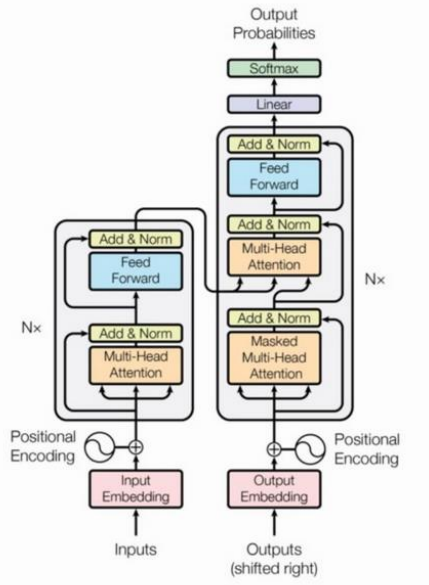 Output
Probabilities
Softmax
Linear
Add & Norm
Feed
Forward
Add & Norm
Multi-Head
Attention
Add & Norm
Masked
Multi-Head
Attention
Nx
Add & Norm
Feed
Forward
Add & Norm
Multi-Head
Attention
Nx
Positional
Encoding
Input
Embedding
Inputs
Positional
Encoding
Output
Embedding
Outputs
(shifted right)